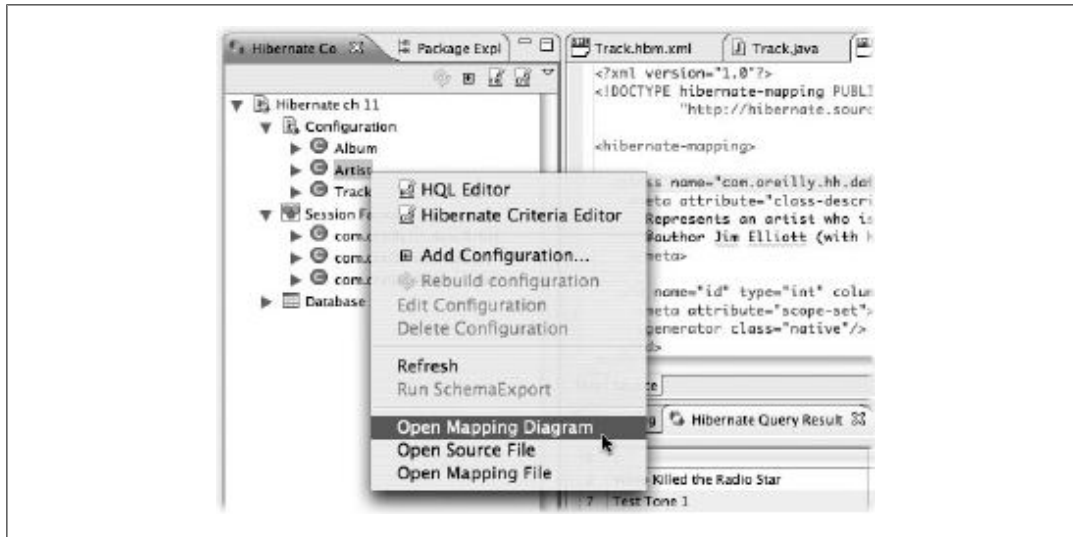 Hibernate Co
Package Expl
Hibernate ch 11
Configuration
Album
Artist
Track
Session Fa
com.
com.
com.
Database
HQL Editor
Hibernate Criteria Editor
Add Configuration...
Rebuild configuration
Edit Configuration
Delete Configuration
Refresh
Run SchemaExport
Open Mapping Diagram
Open Source File
Open Mapping File
Track.hbm.xml
Track.java
<?xml version="1.0"?>
<!DOCTYPE hibernate-mapping PUBLI
"http://hibernate.sourc
<hibernate-mapping>
ss name="com.oreilly.hh.dat
eta attribute="class-descri
Represents an artist who is
author Jim Elliott (with h
meta>
name="id" type="int" colum
meta attribute="scope-set">
generator class="native"/>
Hibernate Query Result
Killed the Radio Star
7 Test Tone 1